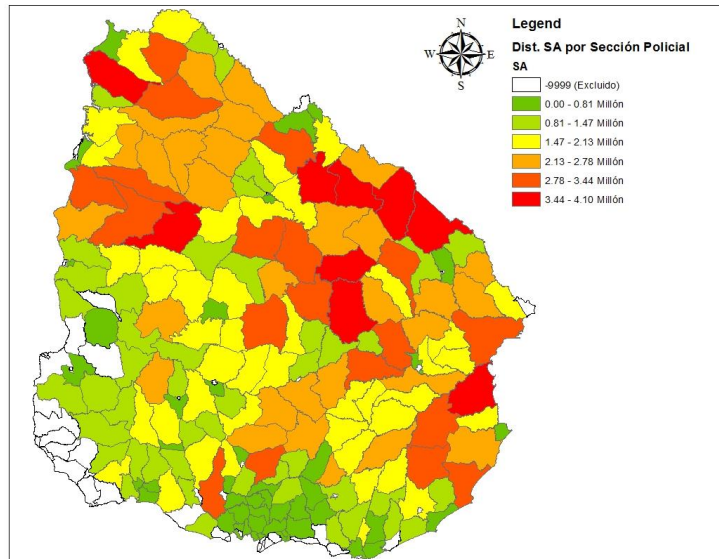 N
W E
S
Legend
Dist. SA por Sección Policial
SA
-9999 (Excluido)
0.00 - 0.81 Millón
0.81 - 1.47 Millón
1.47 - 2.13 Millón
2.13 - 2.78 Millón
2.78 - 3.44 Millón
3.44 - 4.10 Millón